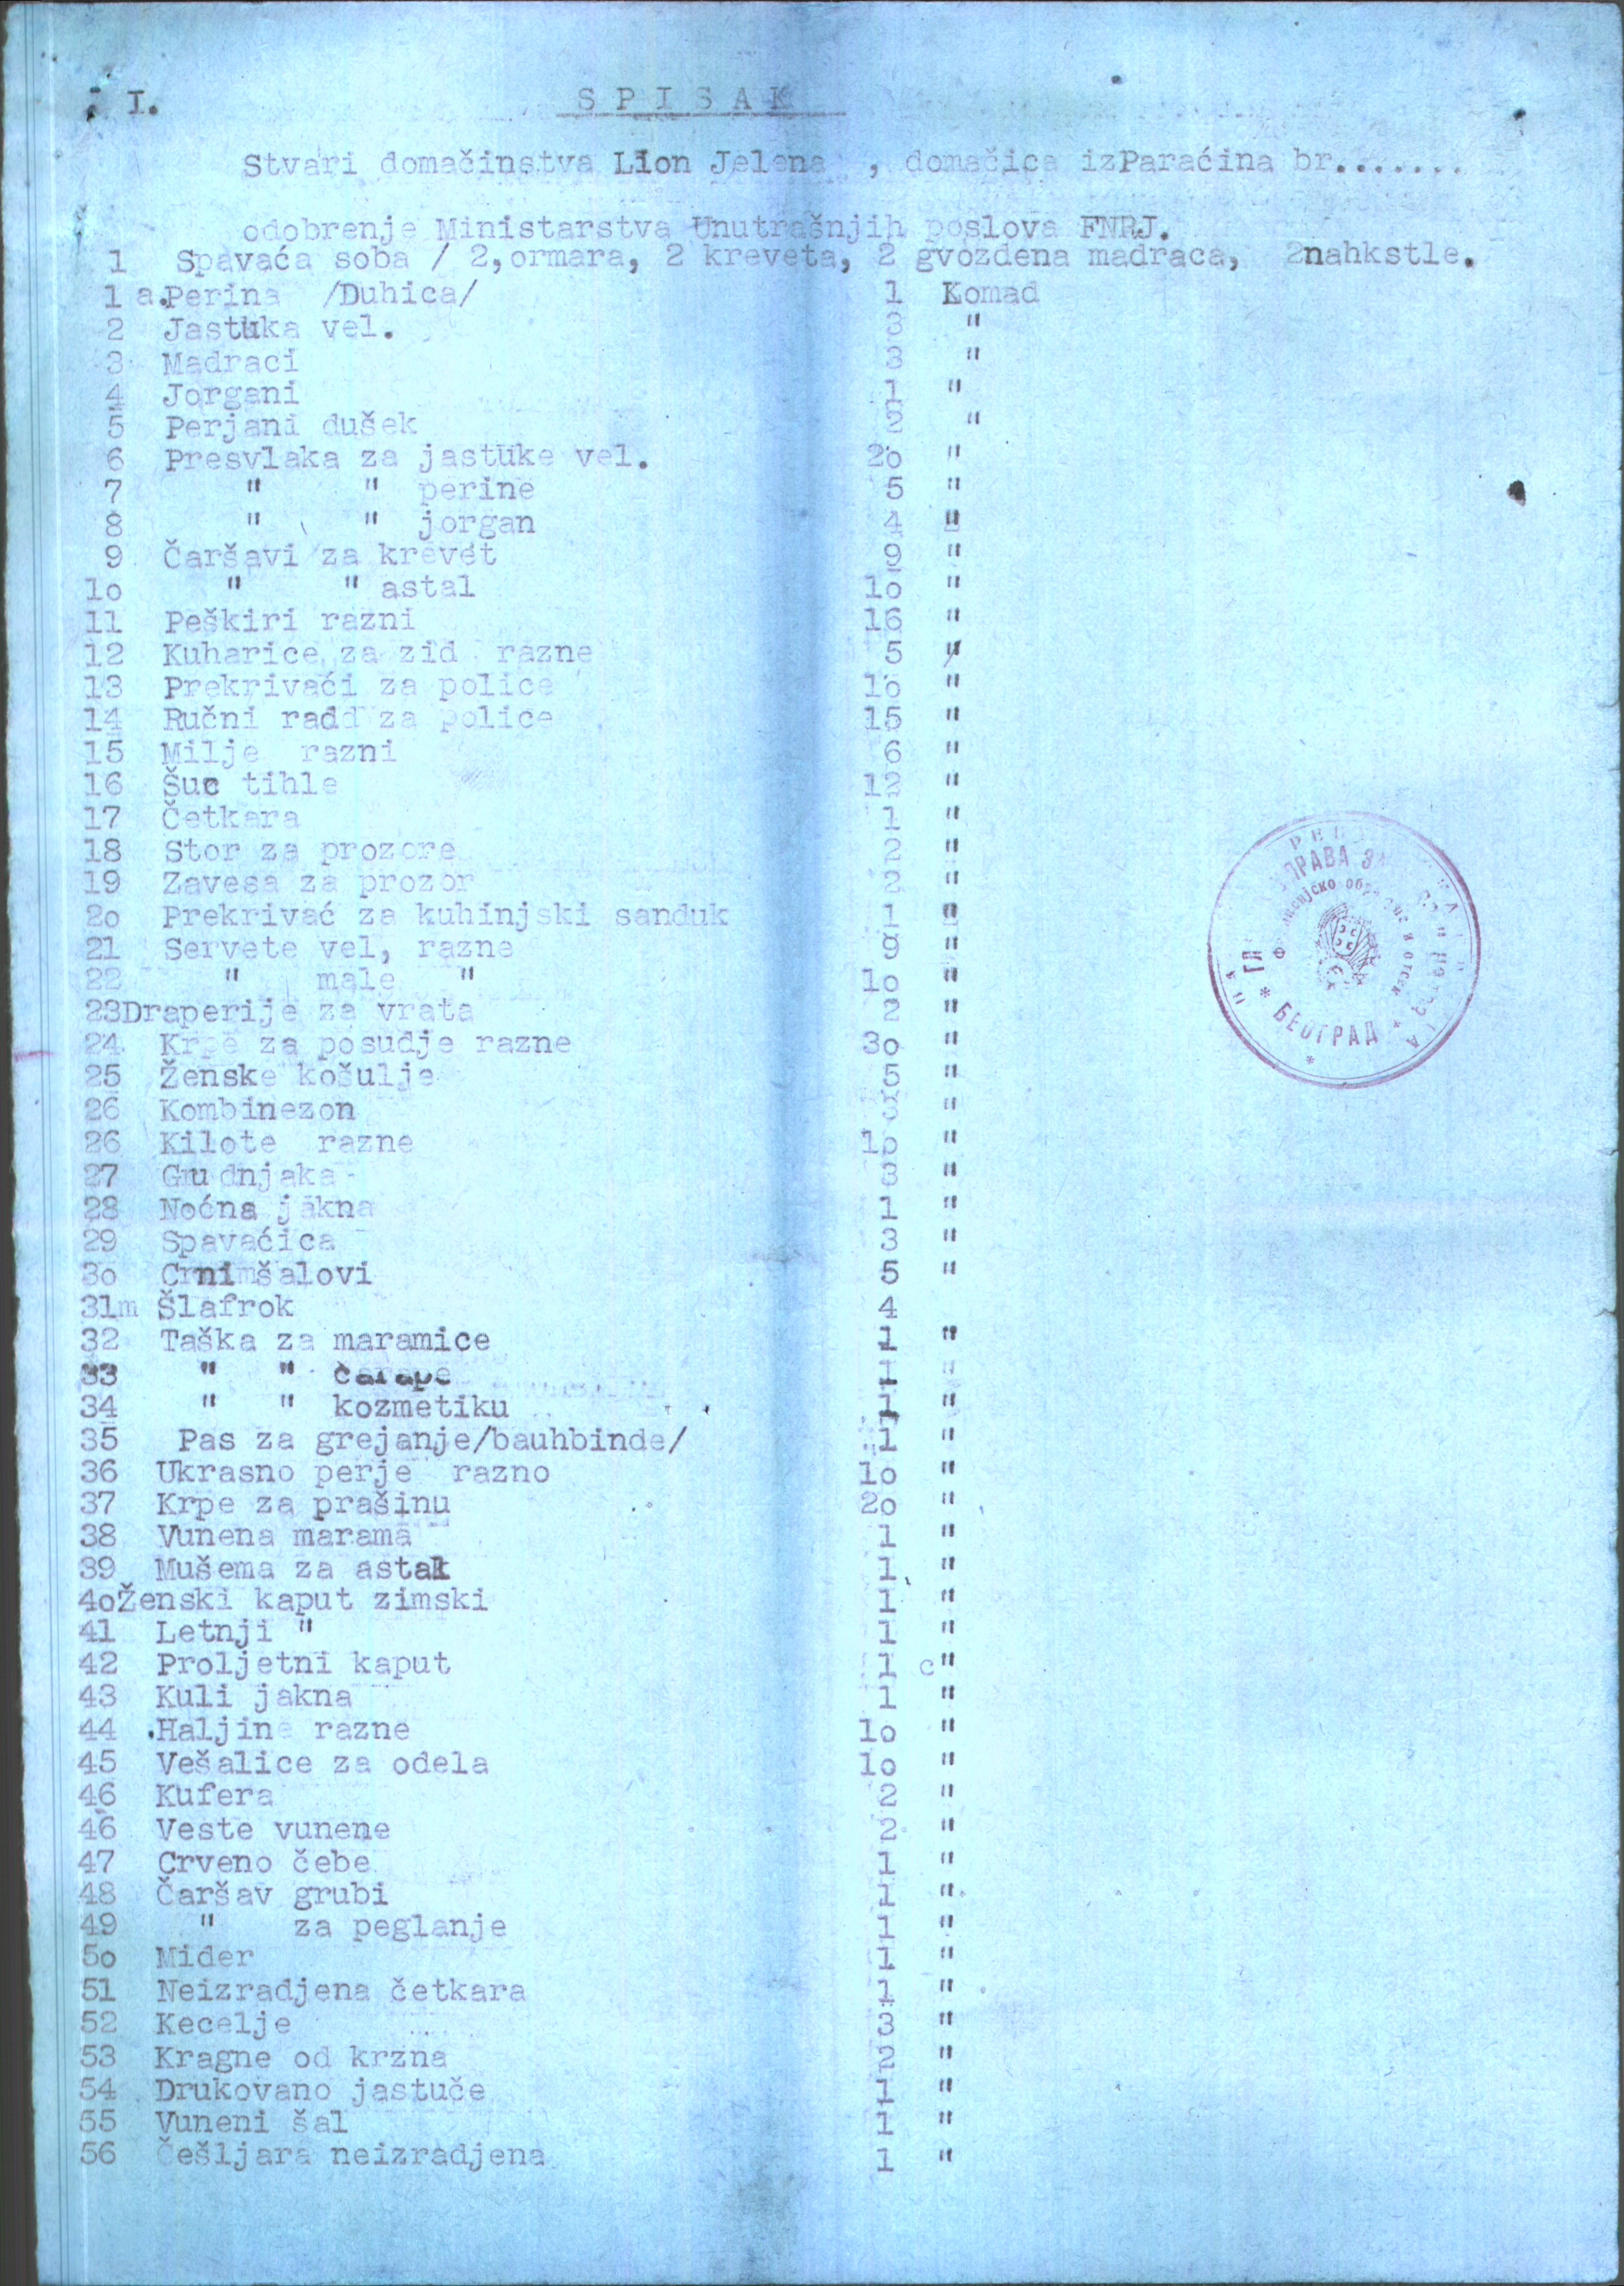 I. SPISAK
Stvari domačinstva Lion Jelena , domačica izParaćina br.......
odobrenje Ministarstva Unutrašnjih poslova FNRJ.
1 Spavaća soba / 2,ormara, 2 kreveta, 2 gvozdena madraca, 2nahkstle.
1 a.Perina /Duhica/ 1 Komad
2 Jastuka vel. 3 "
3 Madraci 3 "
4 Jorgani 1 "
5 Perjani dušek 2 "
6 Presvlaka za jastuke vel. 2o "
7 " " perine 5 "
8 " " jorgan 4 "
9 Čaršavi za krevet 9 "
1o " " astal 1o "
11 Peškiri razni 16 "
12 Kuharice za zid razne 5 "
13 Prekrivaći za police 1o "
14 Ručni radd za police 15 "
15 Milje razni 6 "
16 Šuc tihle 12 "
17 Četkara 1 "
18 Stor za prozore 2 "
19 Zavesa za prozor 2 "
2o Prekrivać za kuhinjski sanduk 1 "
21 Servete vel, razne 9 "
22 " male " 1o "
23Draperije za vrata 2 "
24 Krpe za posudje razne 3o "
25 Ženske košulje 5 "
26 Kombinezon 3 "
26 Kilote razne 1o "
27 Grudnjaka 3 "
28 Noćna jakna 1 "
29 Spavaćica 3 "
3o Crnimšalovi 5 "
31m Šlafrok 4
32 Taška za maramice 1 "
33 " " čarape 1 "
34 " " kozmetiku 1 "
35 Pas za grejanje/bauhbinde/ 1 "
36 Ukrasno perje razno 1o "
37 Krpe za prašinu 2o "
38 Vunena marama 1 "
39 Mušema za astal 1 "
4oŽenski kaput zimski 1 "
41 Letnji " 1 "
42 Proljetni kaput 1 c"
43 Kuli jakna 1 "
44 .Haljine razne 1o "
45 Vešalice za odela 1o "
46 Kufera 2 "
46 Veste vunene 2 "
47 Crveno čebe 1 "
48 Čaršav grubi 1 "
49 " za peglanje 1 "
5o Mider 1 "
51 Neizradjena četkara 1 "
52 Kecelje 3 "
53 Kragne od krzna 2 "
54 Drukovano jastuče 1 "
55 Vuneni šal 1 "
56 Češljara neizradjena 1 "
БЕОГРАД